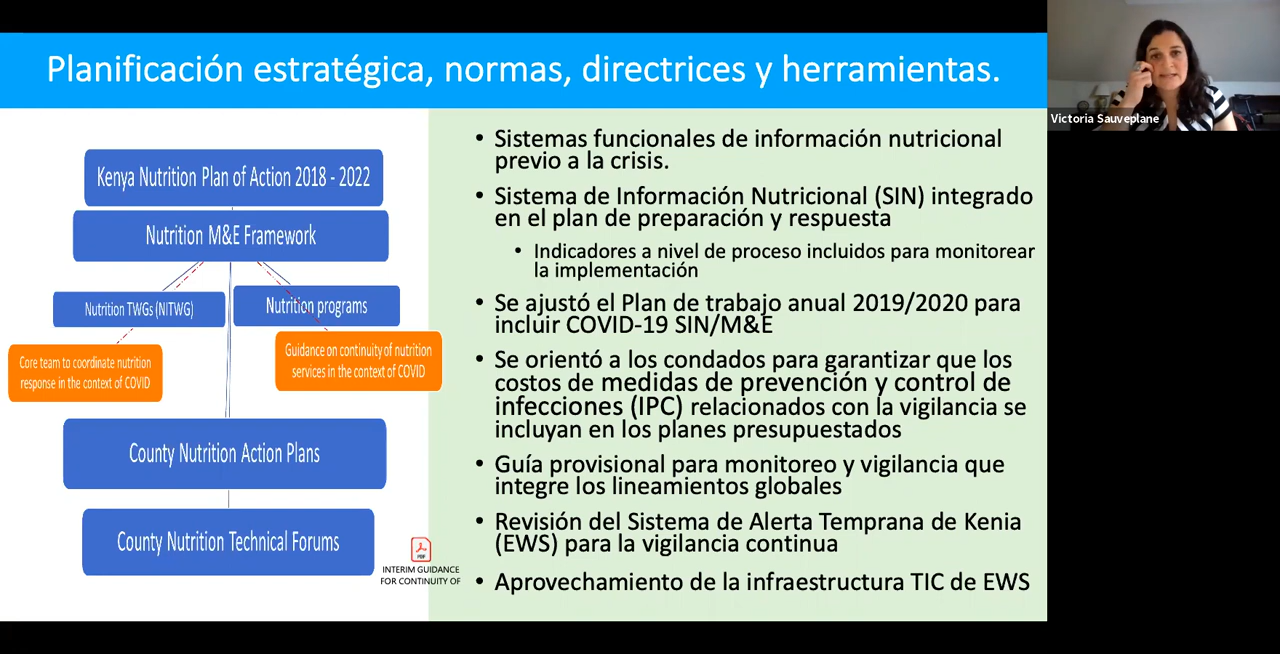 Planificación estratégica, normas, directrices y herramientas.
Victoria Sauveplane
Kenya Nutrition Plan of Action 2018 - 2022
Nutrition M&E Framework
Nutrition TWGs (NITWG)
Nutrition programs
Core team to coordinate nutrition
response in the context of COVID
Guidance on continuity of nutrition
services in the context of COVID
County Nutrition Action Plans
County Nutrition Technical Forums
PDF
INTERIM GUIDANCE
FOR CONTINUITY OF
• Sistemas funcionales de información nutricional
previo a la crisis.
• Sistema de Información Nutricional (SIN) integrado
en el plan de preparación y respuesta
• Indicadores a nivel de proceso incluidos para monitorear
la implementación
• Se ajustó el Plan de trabajo anual 2019/2020 para
incluir COVID-19 SIN/M&E
• Se orientó a los condados para garantizar que los
costos de medidas de prevención y control de
infecciones (IPC) relacionados con la vigilancia se
incluyan en los planes presupuestados
• Guía provisional para monitoreo y vigilancia que
integre los lineamientos globales
• Revisión del Sistema de Alerta Temprana de Kenia
(EWS) para la vigilancia continua
• Aprovechamiento de la infraestructura TIC de EWS